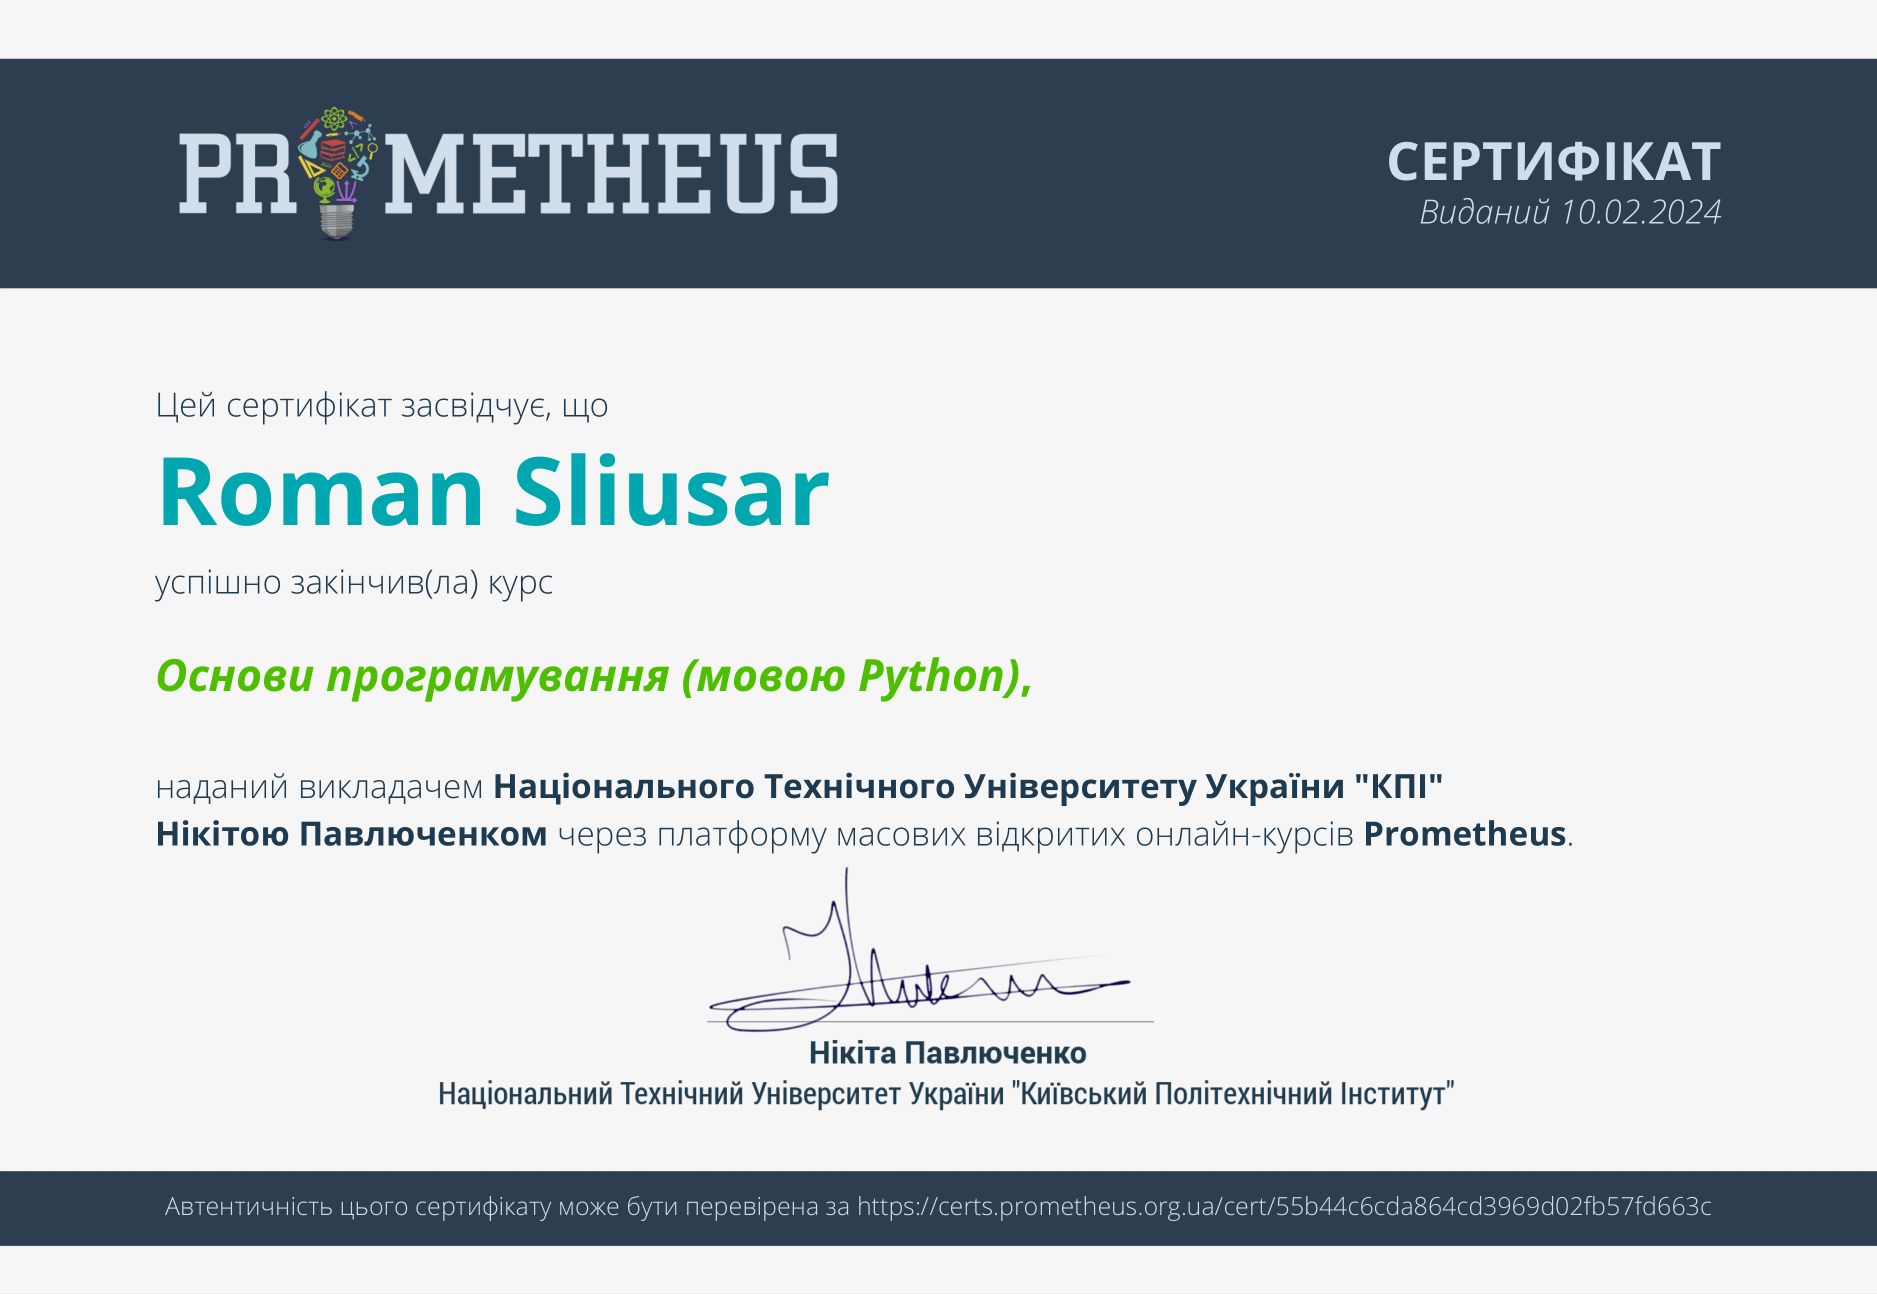 PROMETHEUS
СЕРТИФІКАТ
Виданий 10.02.2024
Цей сертифікат засвідчує, що
Roman Sliusar
успішно закінчив(ла) курс
Основи програмування (мовою Python),
наданий викладачем Національного Технічного Університету України "КПІ"
Нікітою Павлюченком через платформу масових відкритих онлайн-курсів Prometheus.
Нікіта Павлюченко
Національний Технічний Університет України "Київський Політехнічний Інститут"
Автентичність цього сертифікату може бути перевірена за https://certs.prometheus.org.ua/cert/55b44c6cda864cd3969d02fb57fd663c